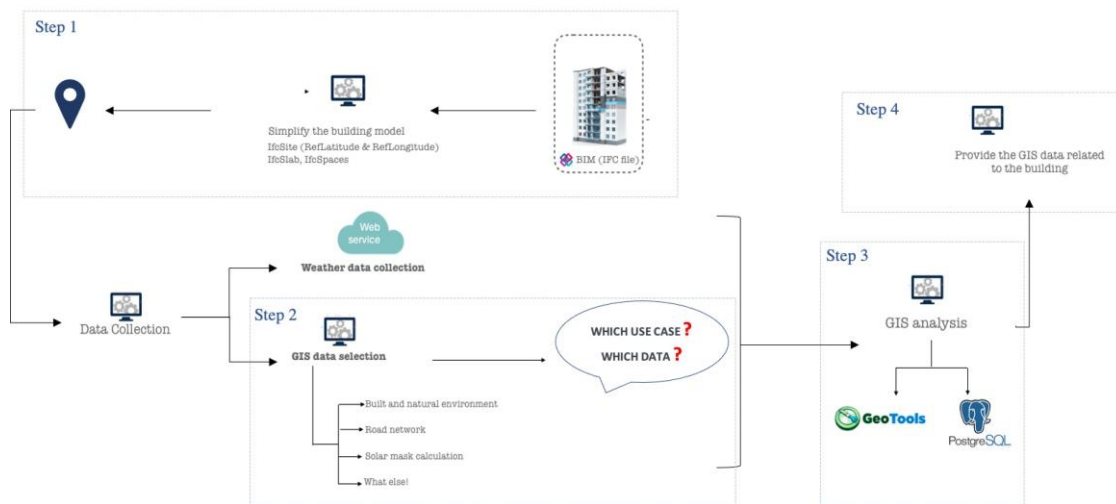 Step 1
Simplify the building model
IfcSite (RefLatitude & RefLongitude)
IfcSlab, IfcSpaces
BIM (IFC file)
Step 4
Provide the GIS data related
to the building
Web
service
Weather data collection
Data Collection
Step 2
GIS data selection
WHICH USE CASE ?
WHICH DATA ?
Built and natural environment
Road network
Solar mask calculation
What else!
Step 3
GIS analysis
GeoTools
PostgreSQL